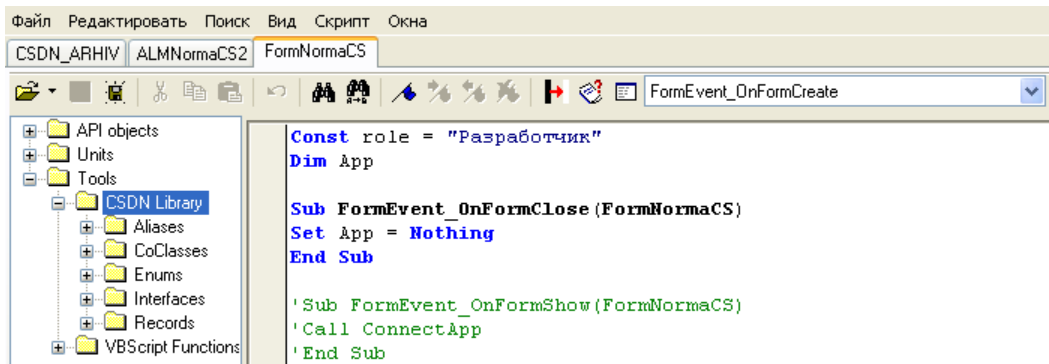 Файл Редактировать Поиск Вид Скрипт Окна
CSDN_ARHIV ALMNormaCS2 FormNormaCS
FormEvent_OnFormCreate
API objects
Units
Tools
CSDN Library
Aliases
CoClasses
Enums
Interfaces
Records
VBScript Functions
Const role = "Разработчик"
Dim App
Sub FormEvent_OnFormClose(FormNormaCS)
Set App = Nothing
End Sub
'Sub FormEvent_OnFormShow(FormNormaCS)
'Call ConnectApp
'End Sub